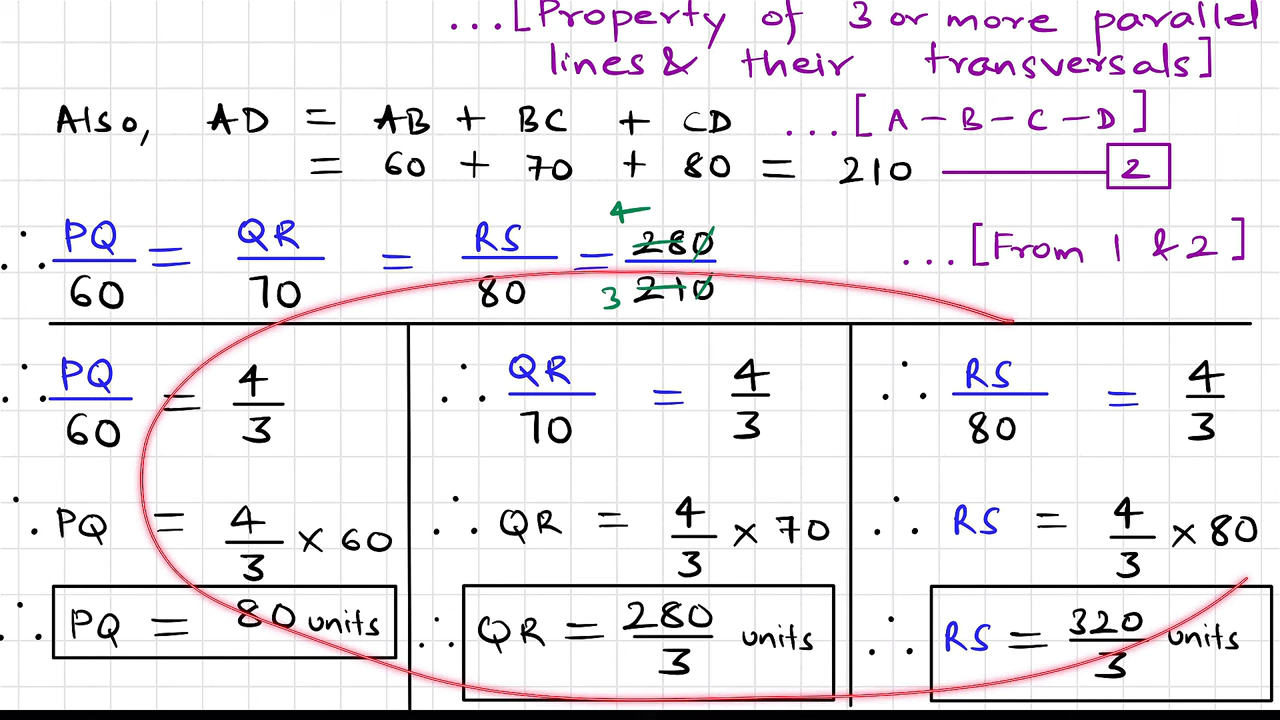 ...[Property of 3 or more parallel
lines & their transversals]
Also, AD = AB + BC + CD ...[A - B - C - D]
= 60 + 70 + 80 = 210 —— 2
∴ PQ/60 = QR/70 = RS/80 = 280/210 ...[From 1 & 2]
4
3
∴ PQ/60 = 4/3
∴ PQ = 4/3 × 60
∴ PQ = 80 units
∴ QR/70 = 4/3
∴ QR = 4/3 × 70
∴ QR = 280/3 units
∴ RS/80 = 4/3
∴ RS = 4/3 × 80
∴ RS = 320/3 units